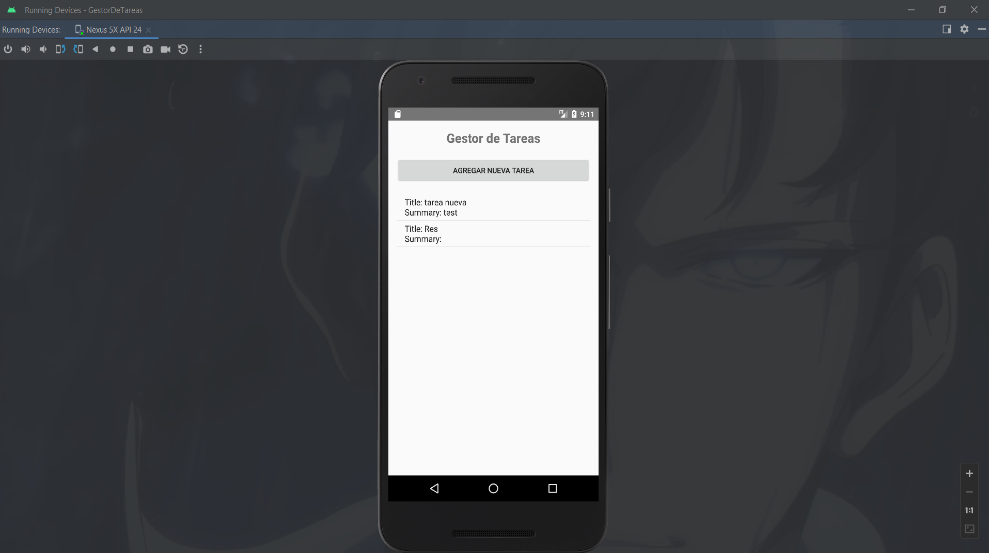 Running Devices - GestorDeTareas
Running Devices:
Nexus 5X API 24
9:11
Gestor de Tareas
AGREGAR NUEVA TAREA
Title: tarea nueva
Summary: test
Title: Res
Summary:
1:1